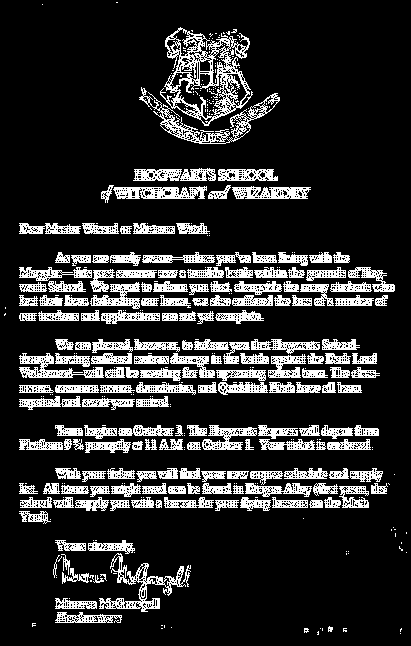 HOGWARTS SCHOOL
of WITCHCRAFT and WIZARDRY
Dear Master Wizard or Mistress Witch,
As you are surely aware—unless you've been living with the
Muggles—this past summer saw a terrible battle within the grounds of Hog-
warts School. We regret to inform you that, alongside the many students who
lost their lives defending our house, we also suffered the loss of a number of
our teachers and applications are not yet complete.
We are pleased, however, to inform you that Hogwarts School—
though having suffered serious damage in the battle against the Dark Lord
Voldemort—will still be meeting for the upcoming school term. The class-
rooms, common rooms, dormitories, and Quidditch Pitch have all been
repaired and await your arrival.
Term begins on October 3. The Hogwarts Express will depart from
Platform 9 ¾ promptly at 11 A.M. on October 1. Your ticket is enclosed.
With your ticket you will find your new course schedule and supply
list. All items you might need can be found in Diagon Alley (first years, the
school will supply you with a broom for your flying lessons on the Main
Yard).
Yours sincerely,
Minerva McGonagall
Minerva McGonagall
Headmistress